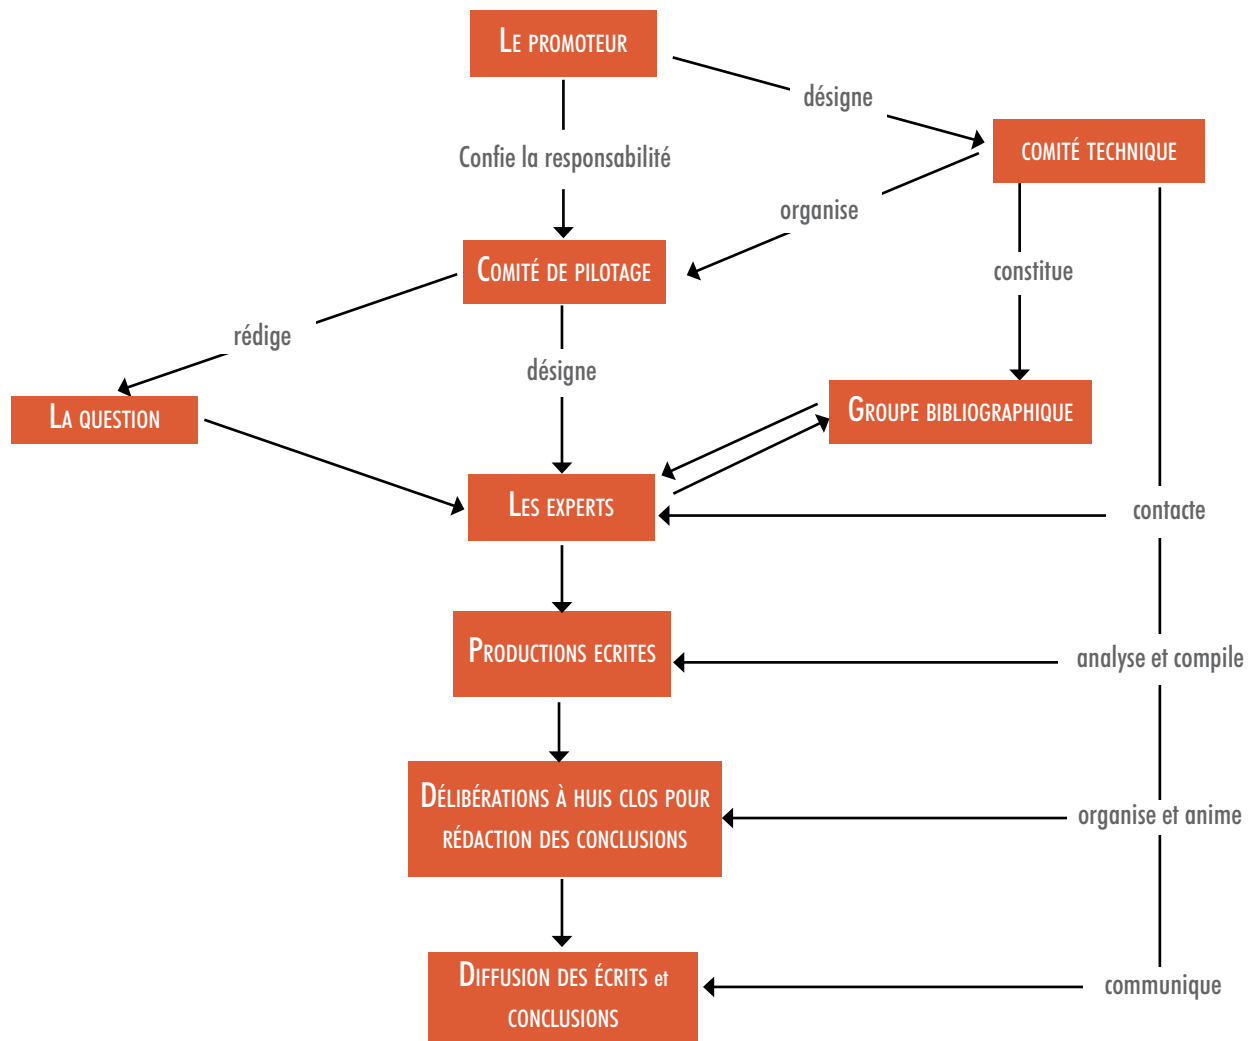 Le promoteur
désigne
comité technique
Confie la responsabilité
organise
Comité de pilotage
constitue
rédige
désigne
La question
Groupe bibliographique
Les experts
contacte
Productions ecrites
analyse et compile
Délibérations à huis clos pour
rédaction des conclusions
organise et anime
Diffusion des écrits et
conclusions
communique